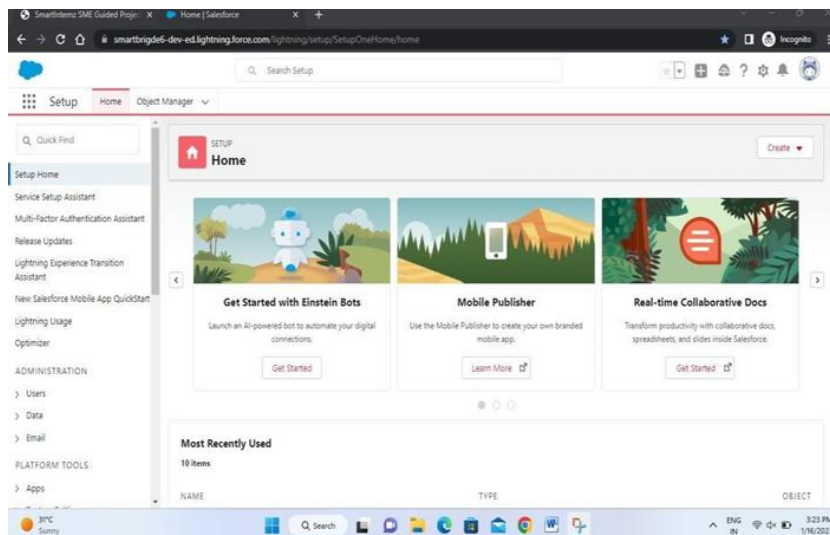 SmartInternz SME Guided Proje
Home | Salesforce
smartbrigde6-dev-ed.lightning.force.com/lightning/setup/SetupOneHome/home
Incognito
Search Setup
Setup
Home
Object Manager
Quick Find
Setup Home
Service Setup Assistant
Multi-Factor Authentication Assistant
Release Updates
Lightning Experience Transition
Assistant
New Salesforce Mobile App QuickStart
Lightning Usage
Optimizer
ADMINISTRATION
Users
Data
Email
PLATFORM TOOLS
Apps
SETUP
Home
Create
Get Started with Einstein Bots
Launch an AI-powered bot to automate your digital
connections.
Get Started
Mobile Publisher
Use the Mobile Publisher to create your own branded
mobile app.
Learn More
Real-time Collaborative Docs
Transform productivity with collaborative docs,
spreadsheets, and slides inside Salesforce.
Get Started
Most Recently Used
10 items
NAME TYPE OBJECT
31°C
Sunny
Search
ENG
IN
3:23 PM